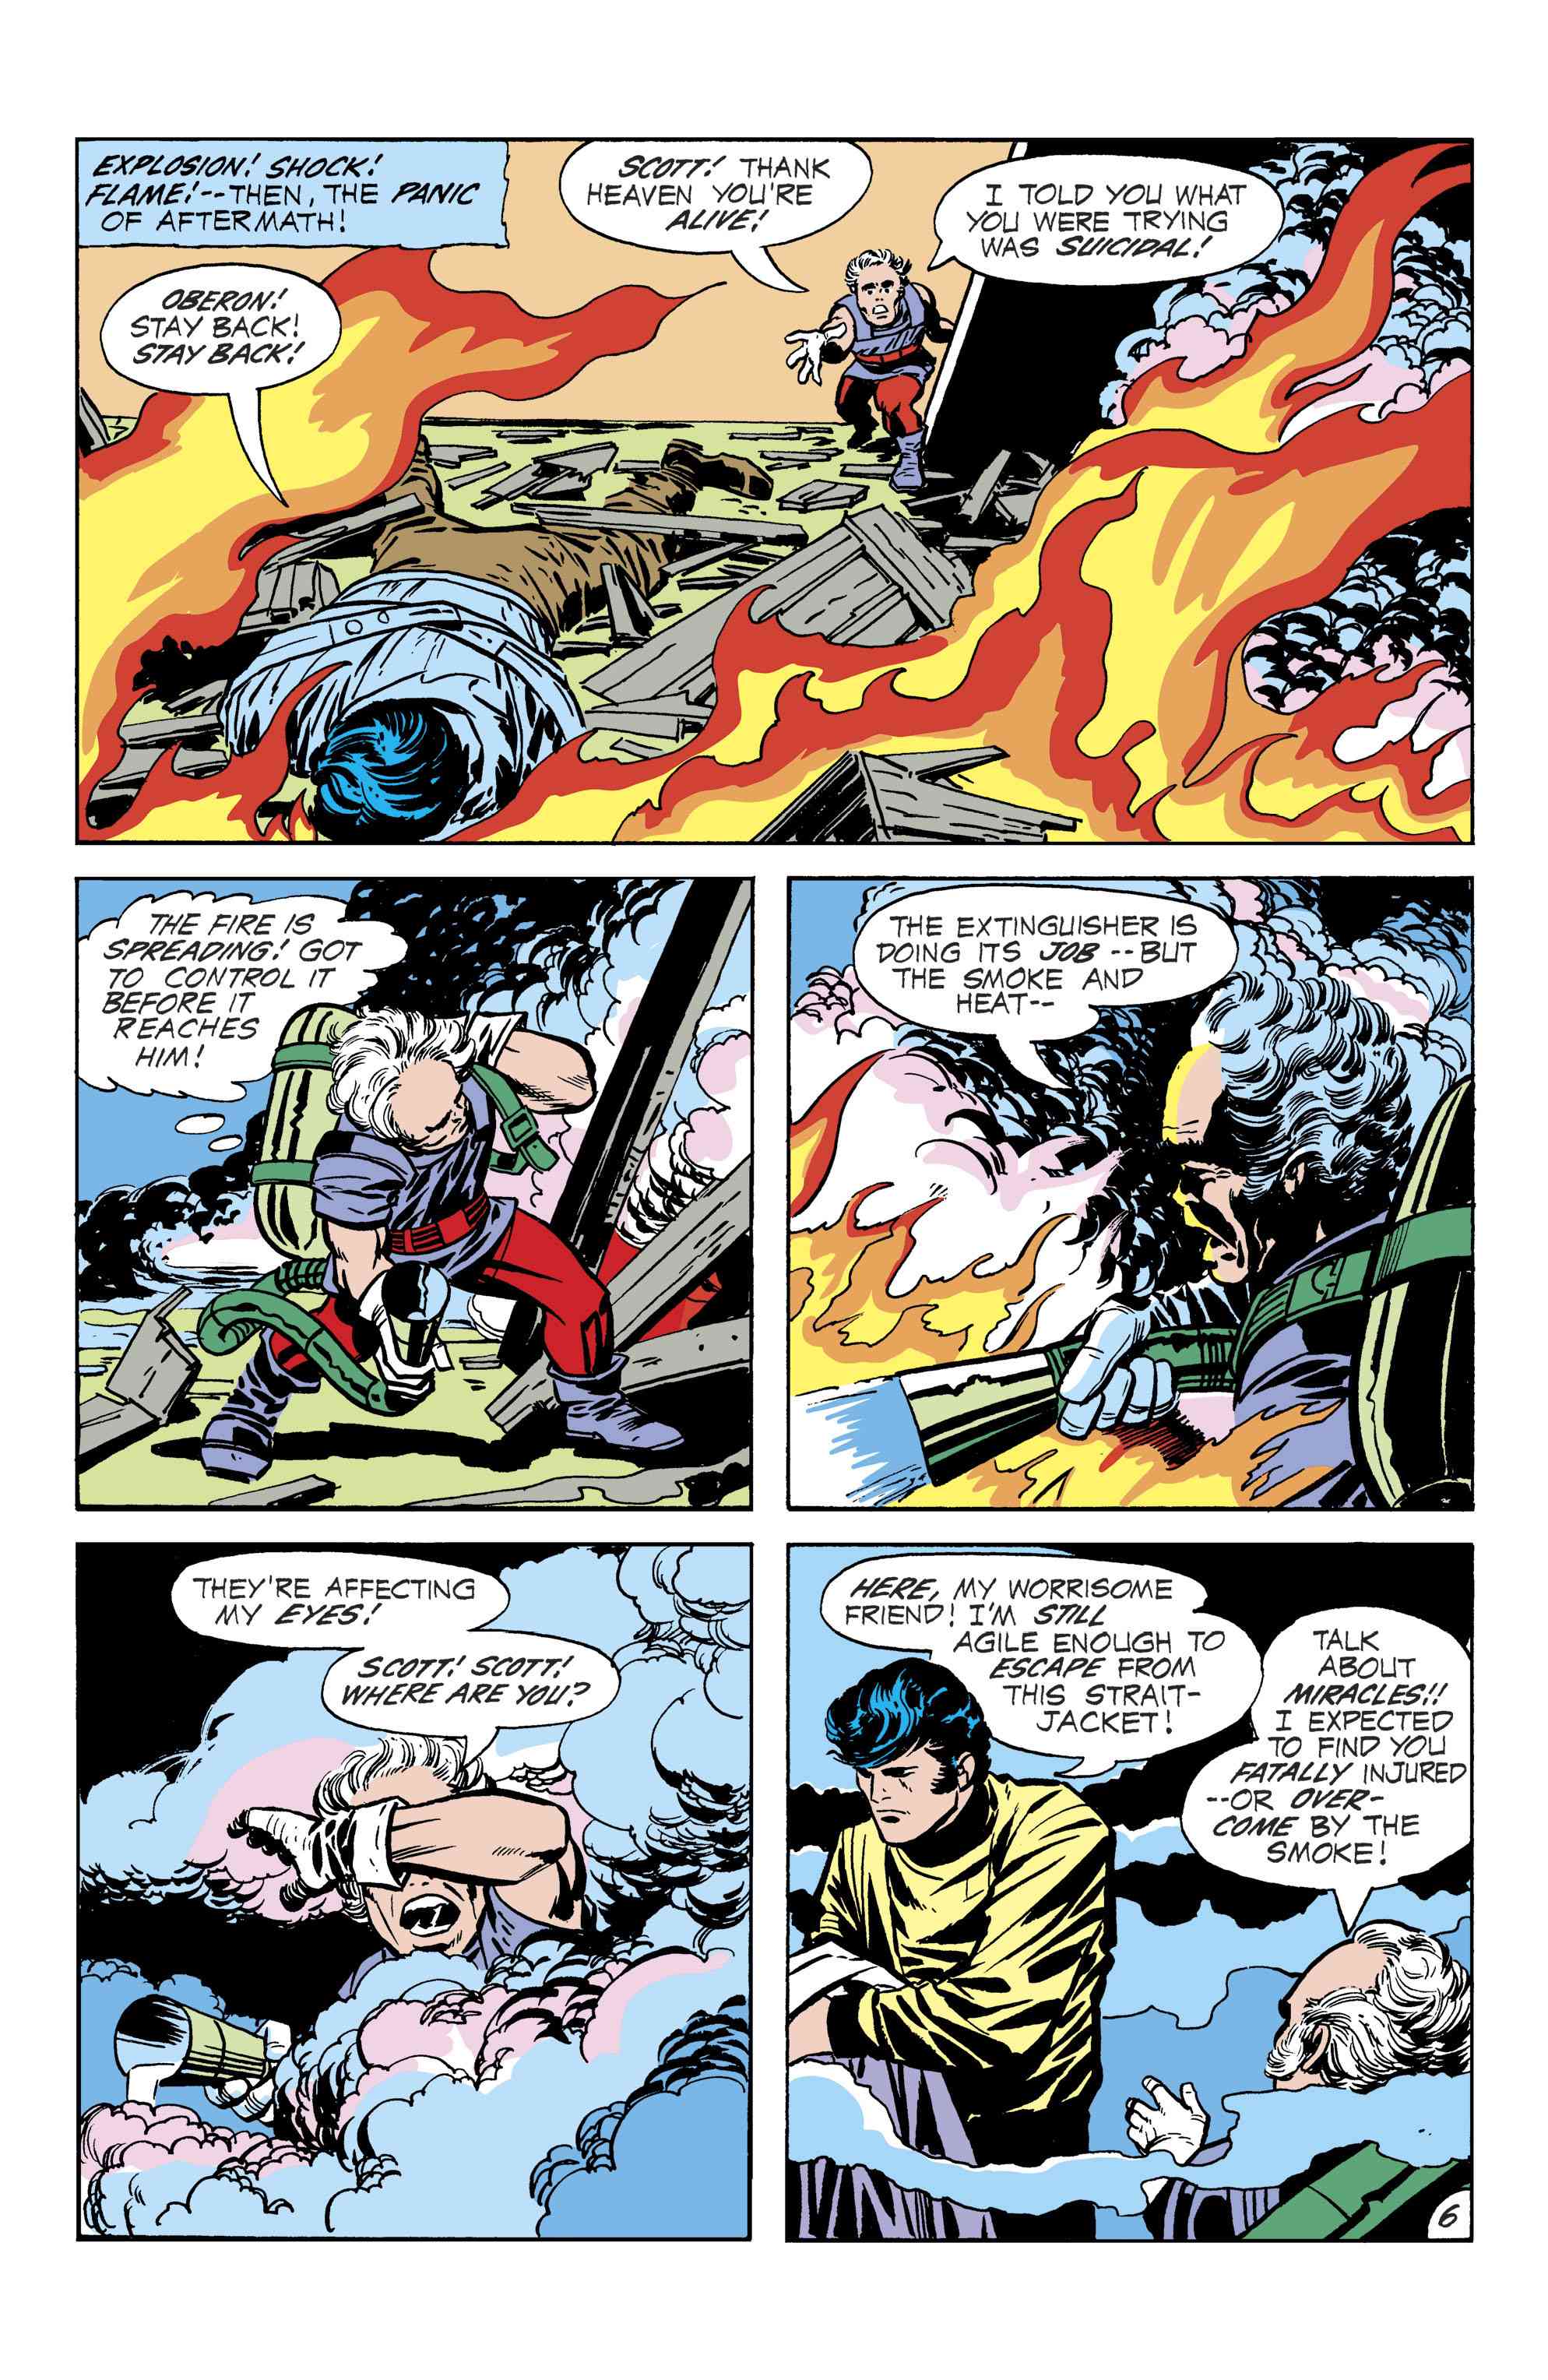 EXPLOSION! SHOCK!
FLAME!--THEN, THE PANIC
OF AFTERMATH!
OBERON!
STAY BACK!
STAY BACK!
SCOTT! THANK
HEAVEN YOU'RE
ALIVE!
I TOLD YOU WHAT
YOU WERE TRYING
WAS SUICIDAL!
THE FIRE IS
SPREADING! GOT
TO CONTROL IT
BEFORE IT
REACHES
HIM!
THE EXTINGUISHER IS
DOING ITS JOB --BUT
THE SMOKE AND
HEAT--
THEY'RE AFFECTING
MY EYES!
SCOTT! SCOTT!
WHERE ARE YOU?
HERE, MY WORRISOME
FRIEND! I'M STILL
AGILE ENOUGH TO
ESCAPE FROM
THIS STRAIT-
JACKET!
TALK
ABOUT
MIRACLES!!
I EXPECTED
TO FIND YOU
FATALLY INJURED
--OR OVER-
COME BY THE
SMOKE!
6